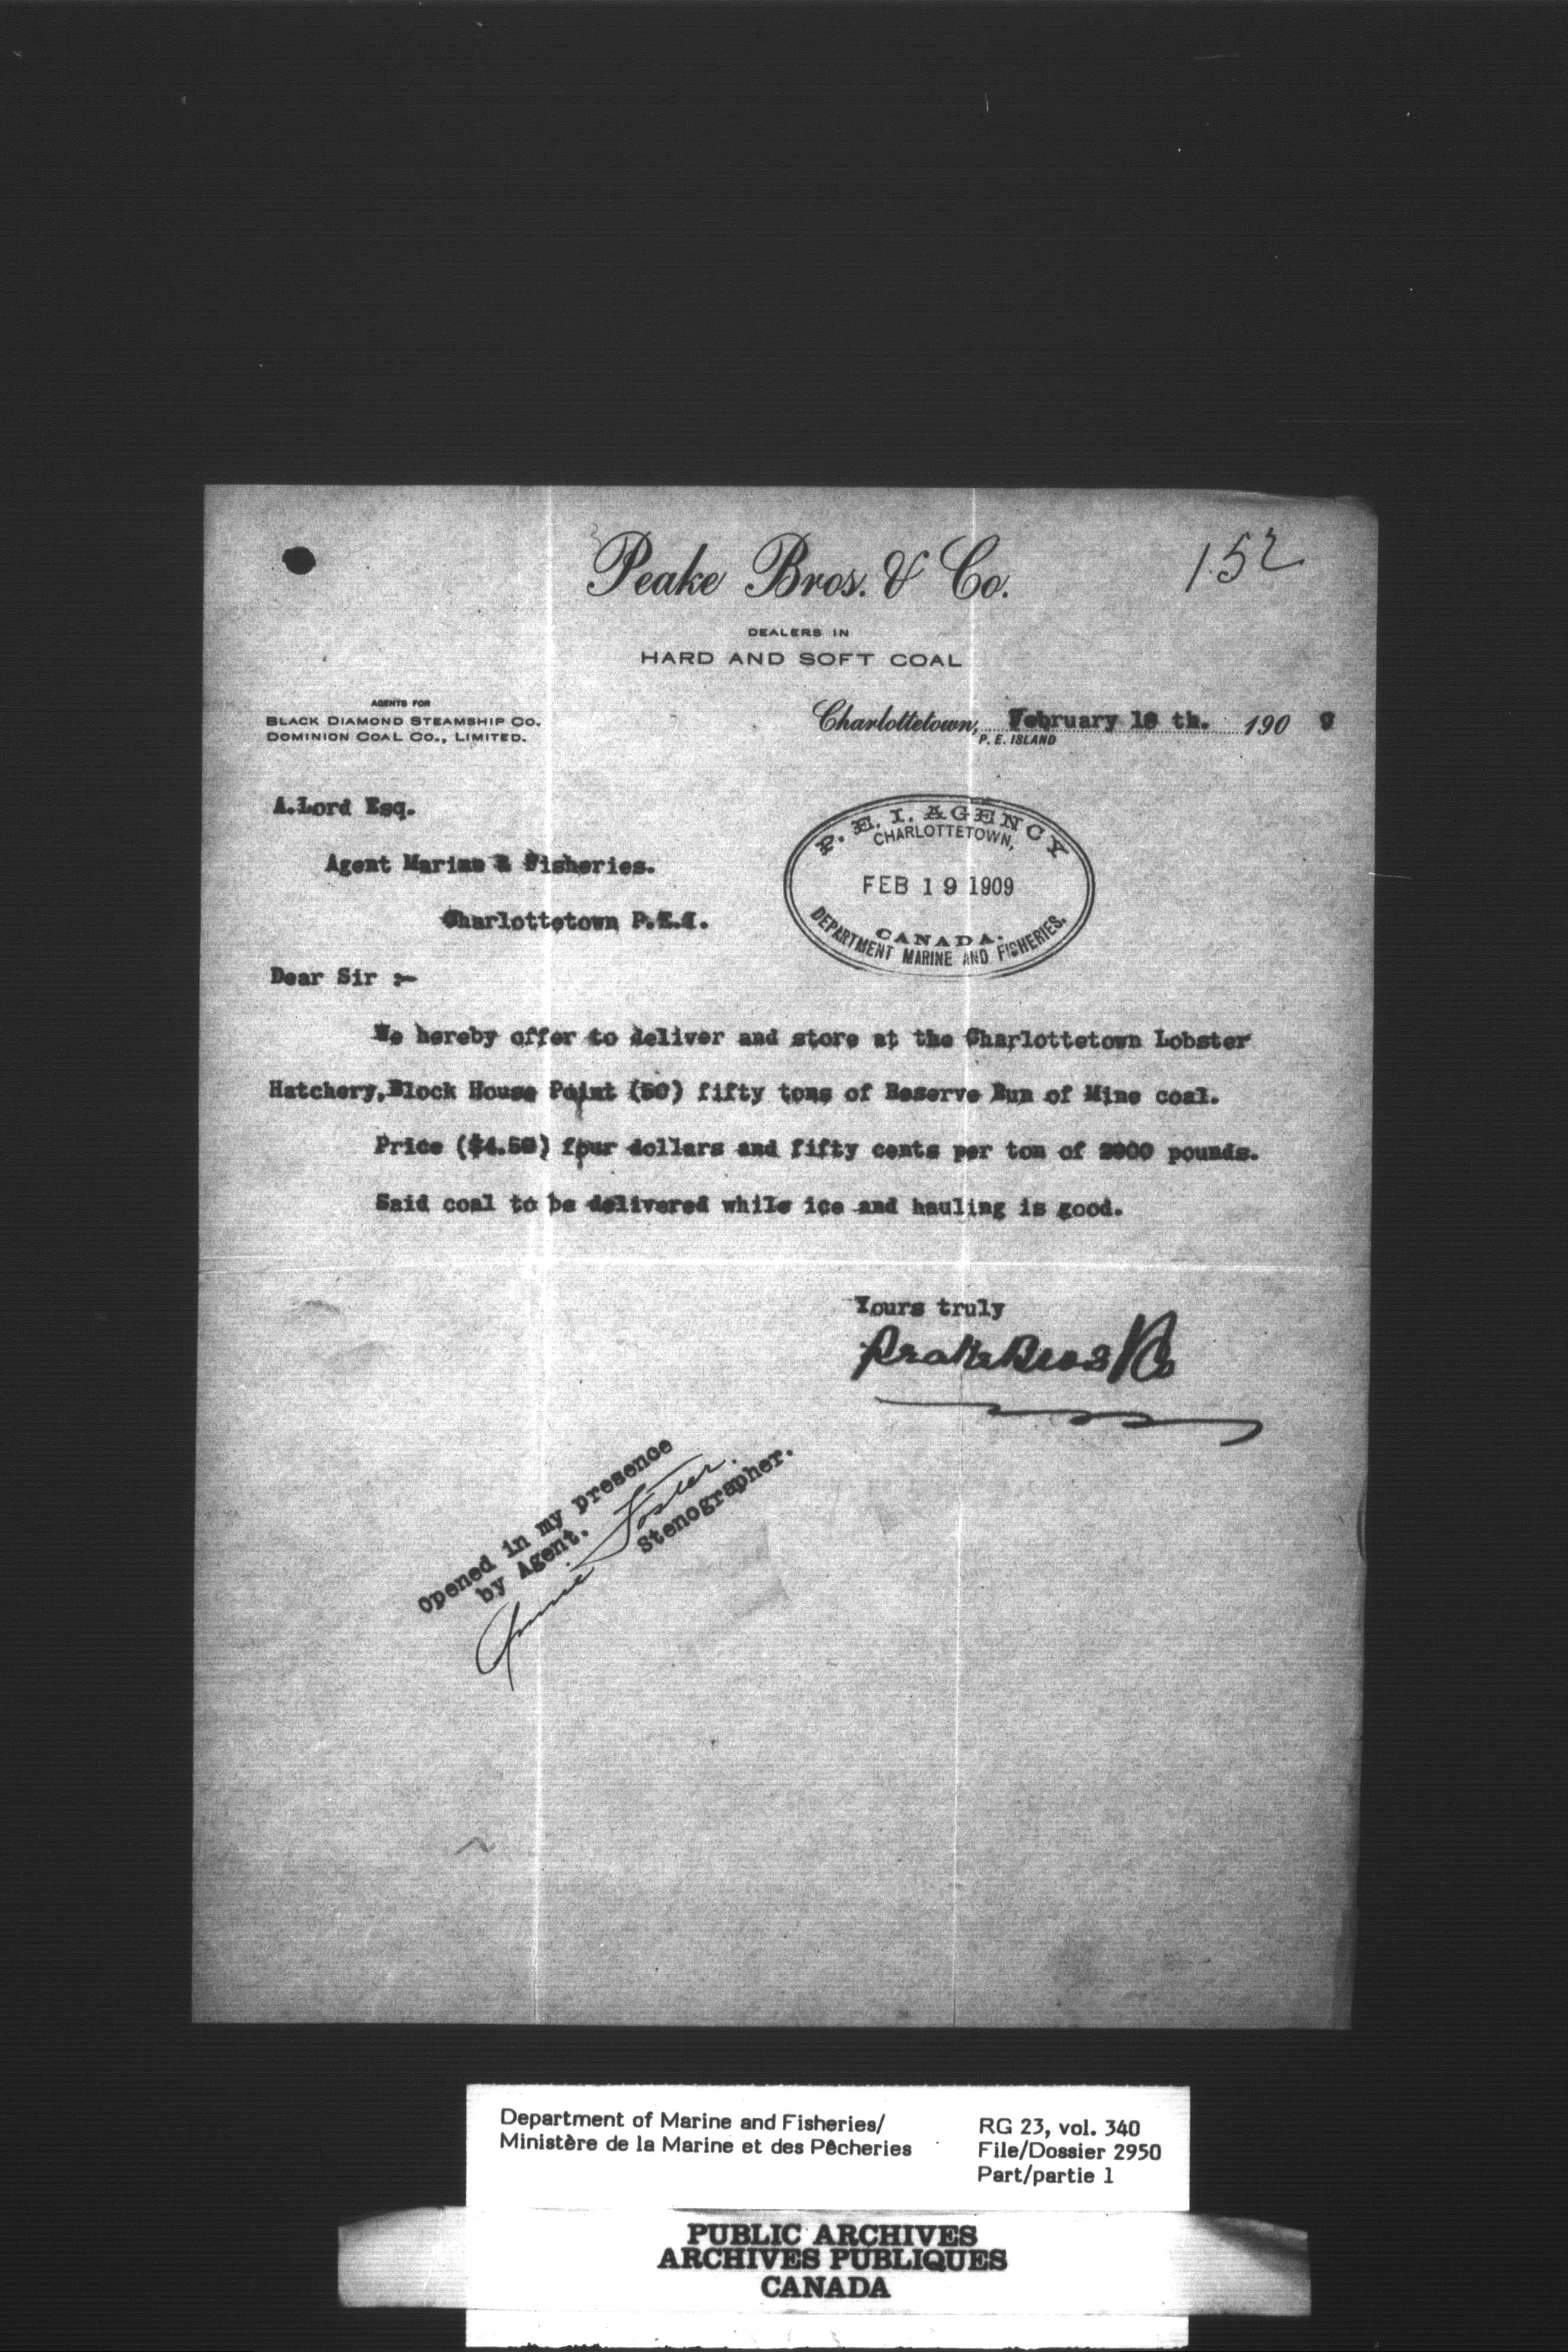 152
Peake Bros. & Co.
DEALERS IN
HARD AND SOFT COAL
AGENTS FOR
BLACK DIAMOND STEAMSHIP CO.
DOMINION COAL CO., LIMITED.
Charlottetown, February 18 th. 190 9
P. E. ISLAND
A.Lord Esq.
Agent Marine & Fisheries.
Charlottetown P.E.I.
P. E. I. AGENCY
CHARLOTTETOWN,
FEB 19 1909
CANADA.
DEPARTMENT MARINE AND FISHERIES.
Dear Sir :-
We hereby offer to deliver and store at the Charlottetown Lobster
Hatchery,Block House Point (50) fifty tons of Reserve Run of Mine coal.
Price ($4.50) four dollars and fifty cents per ton of 2000 pounds.
Said coal to be delivered while ice and hauling is good.
Yours truly
Peake Bros & Co
Opened in my presence
by Agent.
Annie Foster.
Stenographer.
Department of Marine and Fisheries/
Ministère de la Marine et des Pêcheries
RG 23, vol. 340
File/Dossier 2950
Part/partie 1
PUBLIC ARCHIVES
ARCHIVES PUBLIQUES
CANADA